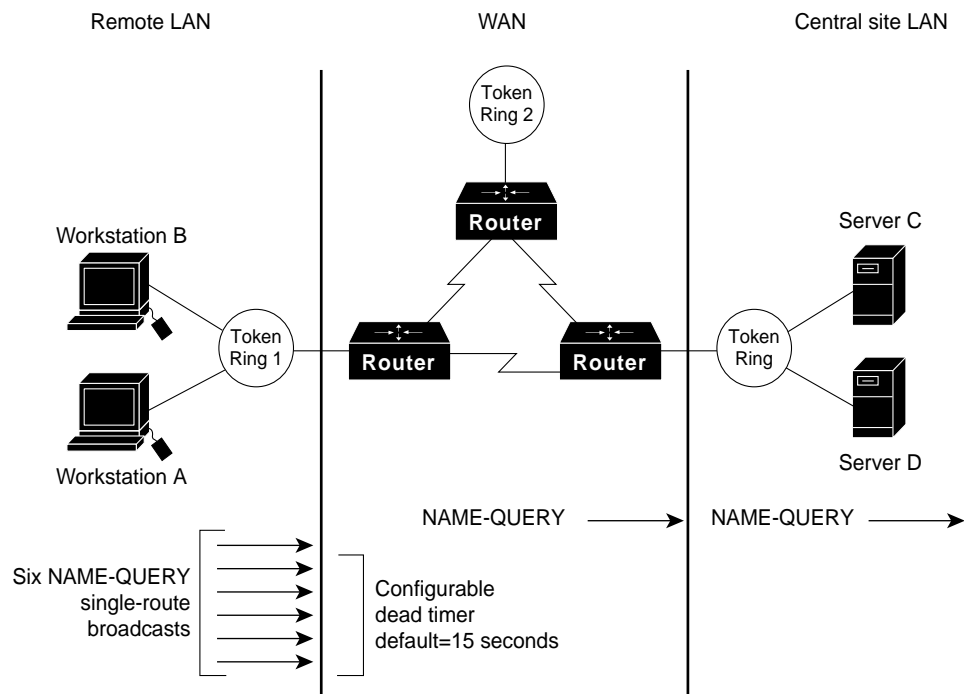 Remote LAN
WAN
Central site LAN
Token
Ring 2
Router
Workstation B
Server C
Token
Ring 1
Router
Router
Token
Ring
Workstation A
Server D
NAME-QUERY
NAME-QUERY
Six NAME-QUERY
single-route
broadcasts
Configurable
dead timer
default=15 seconds